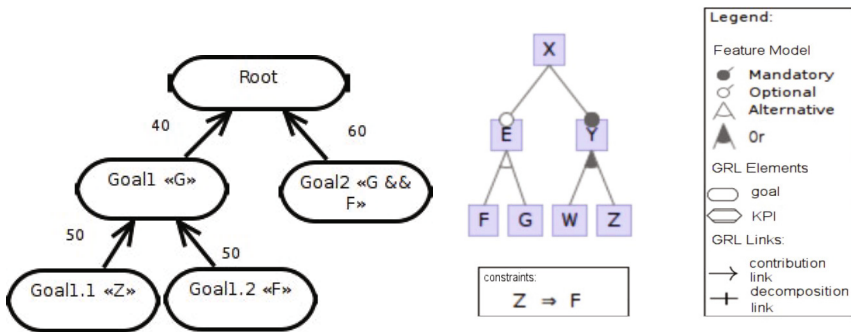 Root
40
60
Goal1 «G»
Goal2 «G &&
F»
50
50
Goal1.1 «Z»
Goal1.2 «F»
X
E
Y
F
G
W
Z
constraints:
Z ⇒ F
Legend:
Feature Model
Mandatory
Optional
Alternative
Or
GRL Elements
goal
KPI
GRL Links:
contribution
link
decomposition
link